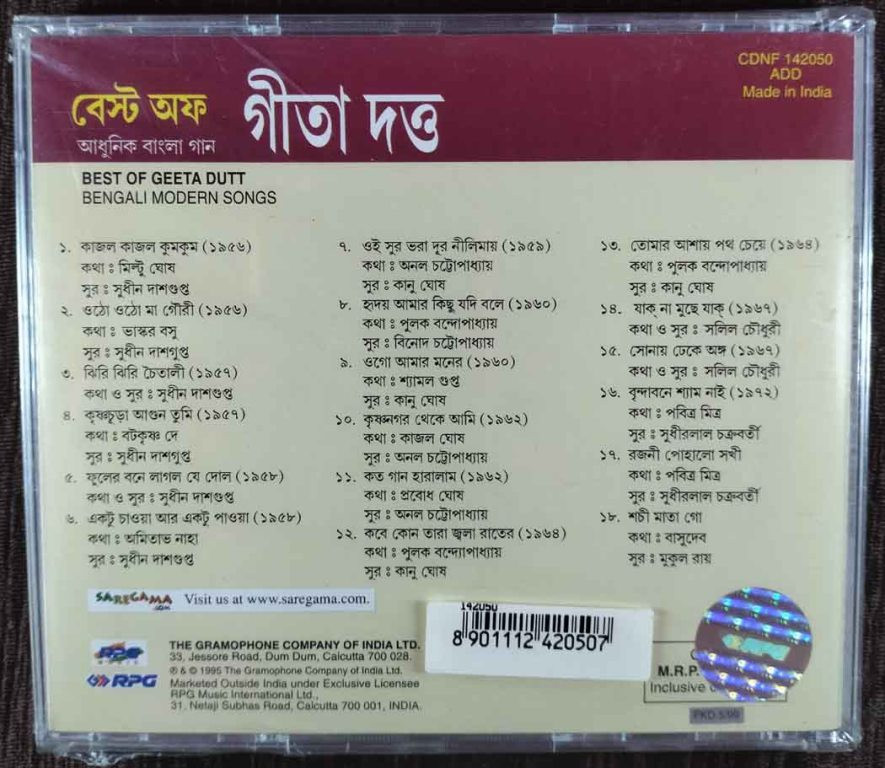 CDNF 142050
ADD
Made in India
বেস্ট অফ গীতা দত্ত
আধুনিক বাংলা গান
BEST OF GEETA DUTT
BENGALI MODERN SONGS
১. কাজল কাজল কুমকুম (১৯৫৬)
কথা ঃ মিল্টু ঘোষ
সুর ঃ সুধীন দাশগুপ্ত
২. ওঠো ওঠো মা গৌরী (১৯৫৬)
কথা ঃ ভাস্কর বসু
সুর ঃ সুধীন দাশগুপ্ত
৩. ঝিরি ঝিরি চৈতালী (১৯৫৭)
কথা ও সুর ঃ সুধীন দাশগুপ্ত
৪. কৃষ্ণচূড়া আগুন তুমি (১৯৫৭)
কথা ঃ বটকৃষ্ণ দে
সুর ঃ সুধীন দাশগুপ্ত
৫. ফুলের বনে লাগল যে দোল (১৯৫৮)
কথা ও সুর ঃ সুধীন দাশগুপ্ত
৬. একটু চাওয়া আর একটু পাওয়া (১৯৫৮)
কথা ঃ অমিতাভ নাহা
সুর ঃ সুধীন দাশগুপ্ত
৭. ওই সুর ভরা দূর নীলিমায় (১৯৫৯)
কথা ঃ অনল চট্টোপাধ্যায়
সুর ঃ কানু ঘোষ
৮. হৃদয় আমার কিছু যদি বলে (১৯৬০)
কথা ঃ পুলক বন্দোপাধ্যায়
সুর ঃ বিনোদ চট্টোপাধ্যায়
৯. ওগো আমার মনের (১৯৬০)
কথা ঃ শ্যামল গুপ্ত
সুর ঃ কানু ঘোষ
১০. কৃষ্ণনগর থেকে আমি (১৯৬২)
কথা ঃ কাজল ঘোষ
সুর ঃ অনল চট্টোপাধ্যায়
১১. কত গান হারালাম (১৯৬২)
কথা ঃ প্রবোধ ঘোষ
সুর ঃ অনল চট্টোপাধ্যায়
১২. কবে কোন তারা জ্বলা রাতের (১৯৬৪)
কথা ঃ পুলক বন্দ্যোপাধ্যায়
সুর ঃ কানু ঘোষ
১৩. তোমার আশায় পথ চেয়ে (১৯৬৪)
কথা ঃ পুলক বন্দোপাধ্যায়
সুর ঃ কানু ঘোষ
১৪. যাক্ না মুছে যাক্ (১৯৬৭)
কথা ও সুর ঃ সলিল চৌধুরী
১৫. সোনায় ঢেকে অঙ্গ (১৯৬৭)
কথা ও সুর ঃ সলিল চৌধুরী
১৬. বৃন্দাবনে শ্যাম নাই (১৯৭২)
কথা ঃ পবিত্র মিত্র
সুর ঃ সুধীরলাল চক্রবর্তী
১৭. রজনী পোহালো সখী
কথা ঃ পবিত্র মিত্র
সুর ঃ সুধীরলাল চক্রবর্তী
১৮. শচী মাতা গো
কথা ঃ বাসুদেব
সুর ঃ মুকুল রায়
SAREGAMA .com Visit us at www.saregama.com.
142050
8 901112 420507
RPG MUSIC
RPG
THE GRAMOPHONE COMPANY OF INDIA LTD.
33, Jessore Road, Dum Dum, Calcutta 700 028.
℗ & © 1995 The Gramophone Company of India Ltd.
Marketed Outside India under Exclusive Licensee
RPG Music International Ltd.,
31, Netaji Subhas Road, Calcutta 700 001, INDIA.
RPG
M.R.P.
Inclusive
PKD 5/99